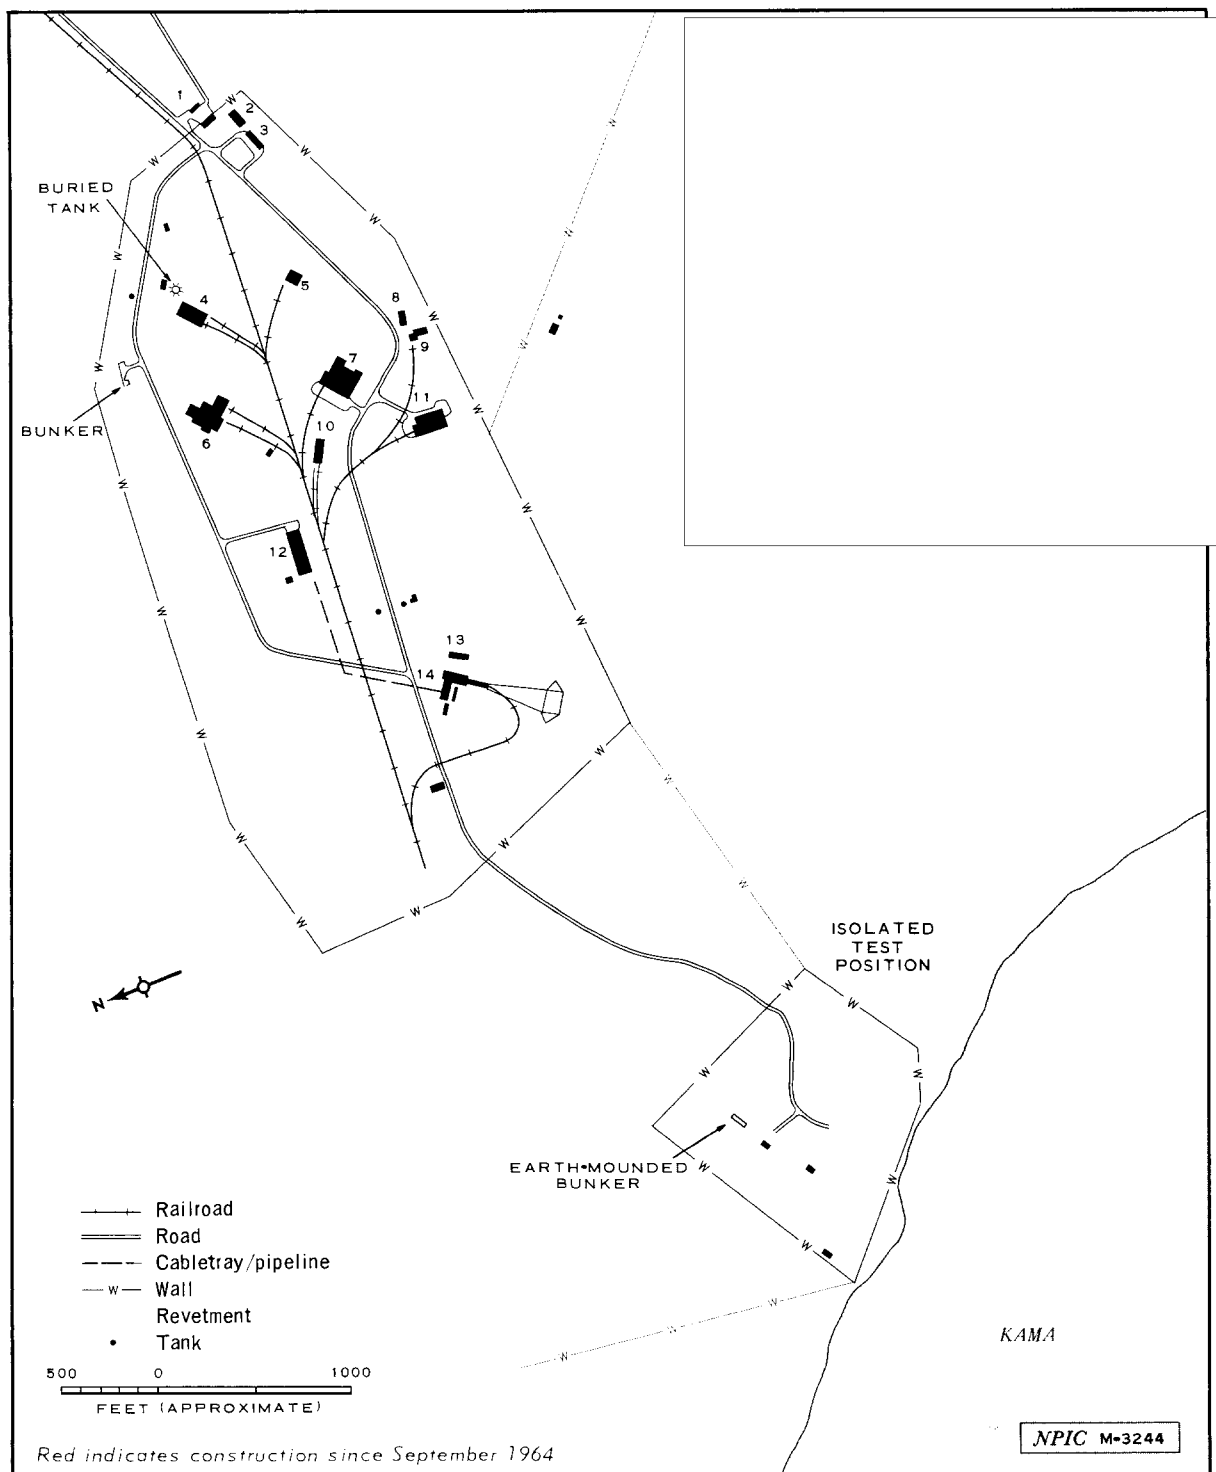 1
2
3
BURIED
TANK
4
5
8
9
7
11
BUNKER
6
10
12
13
14
N
ISOLATED
TEST
POSITION
EARTH-MOUNDED
BUNKER
Railroad
Road
Cabletray/pipeline
W Wall
Revetment
Tank
500 0 1000
FEET (APPROXIMATE)
KAMA
Red indicates construction since September 1964
NPIC M-3244